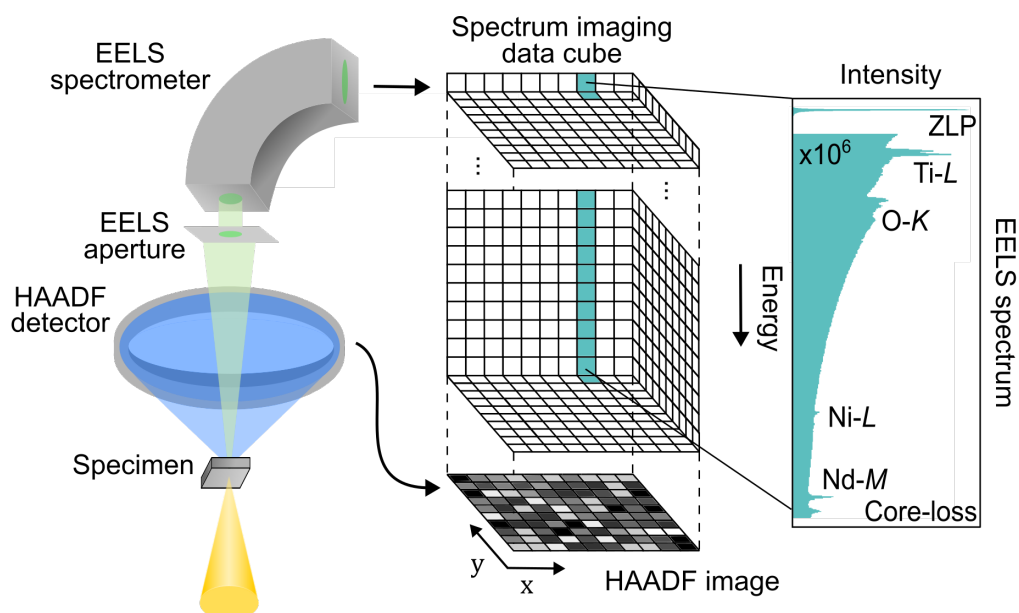 EELS
spectrometer
EELS
aperture
HAADF
detector
Specimen
Spectrum imaging
data cube
...
...
Energy
y
x
HAADF image
Intensity
ZLP
x10⁶
Ti-L
O-K
Ni-L
Nd-M
Core-loss
EELS spectrum